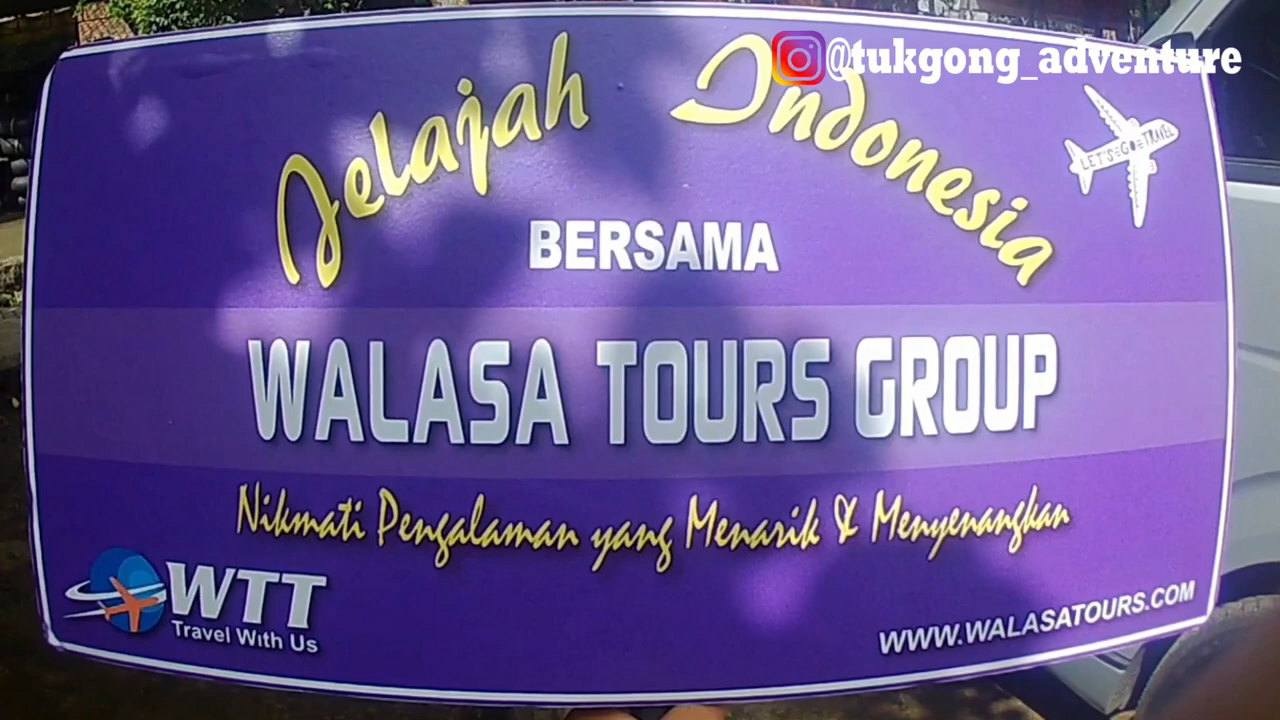 @tukgong_adventure
Jelajah Indonesia
LET'S GO TRAVEL
BERSAMA
WALASA TOURS GROUP
Nikmati Pengalaman yang Menarik & Menyenangkan
WTT
Travel With Us
WWW.WALASATOURS.COM